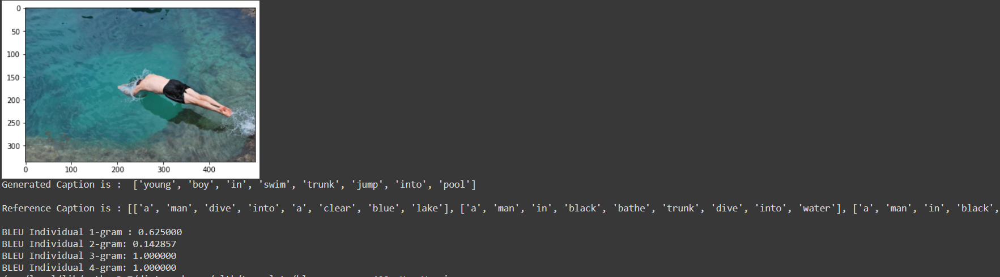 0
50
100
150
200
250
300
0 100 200 300 400
Generated Caption is :  ['young', 'boy', 'in', 'swim', 'trunk', 'jump', 'into', 'pool']
Reference Caption is : [['a', 'man', 'dive', 'into', 'a', 'clear', 'blue', 'lake'], ['a', 'man', 'in', 'black', 'bathe', 'trunk', 'dive', 'into', 'water'], ['a', 'man', 'in', 'black',
BLEU Individual 1-gram : 0.625000
BLEU Individual 2-gram: 0.142857
BLEU Individual 3-gram: 1.000000
BLEU Individual 4-gram: 1.000000